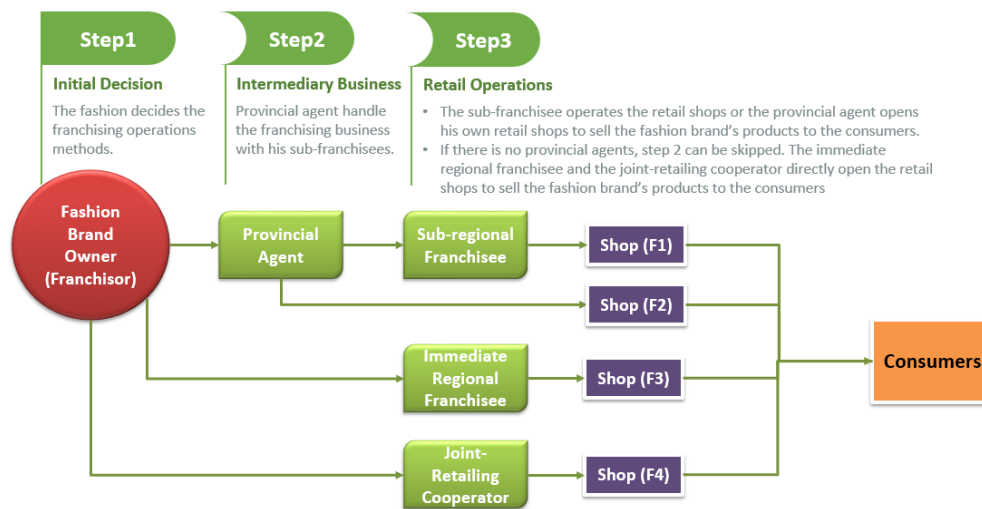 Step1
Step2
Step3
Initial Decision
The fashion decides the
franchising operations
methods.
Intermediary Business
Provincial agent handle
the franchising business
with his sub-franchisees.
Retail Operations
• The sub-franchisee operates the retail shops or the provincial agent opens
his own retail shops to sell the fashion brand's products to the consumers.
• If there is no provincial agents, step 2 can be skipped. The immediate
regional franchisee and the joint-retailing cooperator directly open the retail
shops to sell the fashion brand's products to the consumers
Fashion
Brand
Owner
(Franchisor)
Provincial
Agent
Sub-regional
Franchisee
Shop (F1)
Shop (F2)
Immediate
Regional
Franchisee
Shop (F3)
Consumers
Joint-
Retailing
Cooperator
Shop (F4)